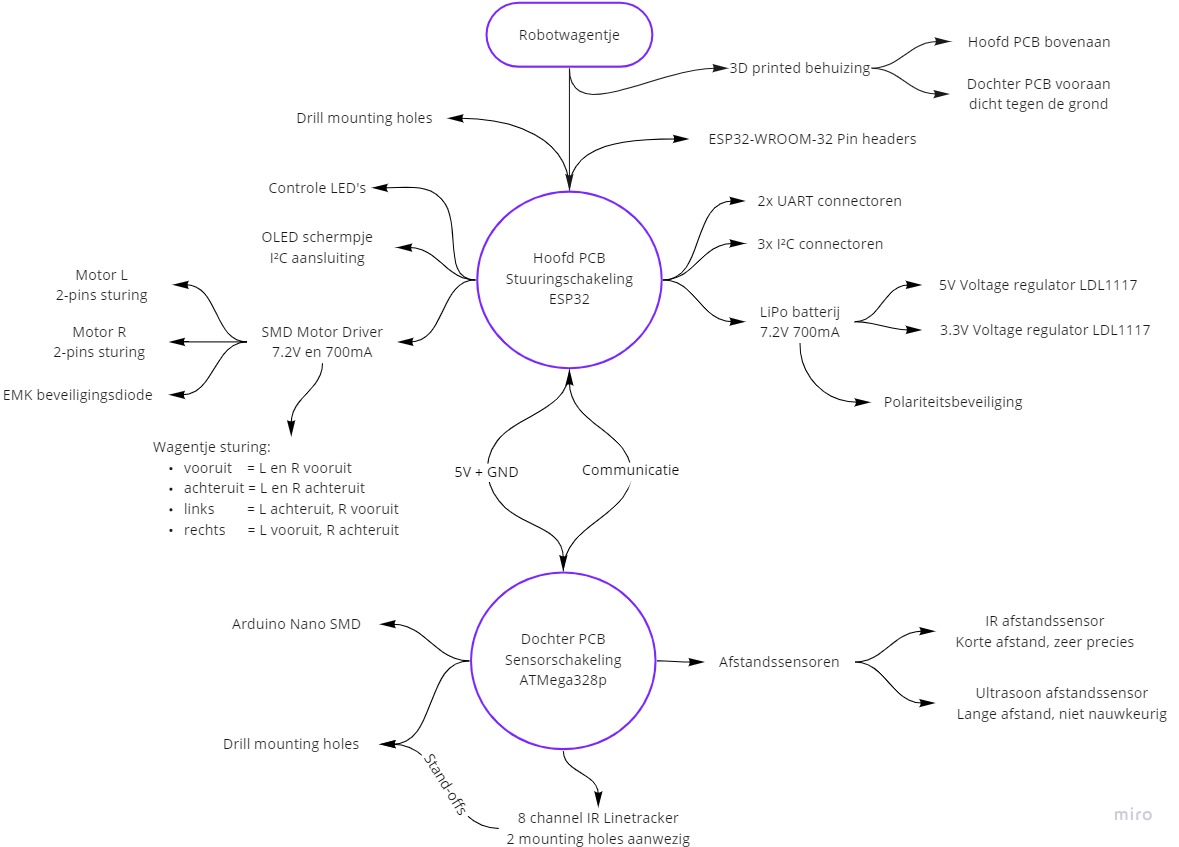 Robotwagentje
3D printed behuizing
Hoofd PCB bovenaan
Dochter PCB vooraan
dicht tegen de grond
Drill mounting holes
ESP32-WROOM-32 Pin headers
Controle LED's
OLED schermpje
I²C aansluiting
Hoofd PCB
Stuuringschakeling
ESP32
2x UART connectoren
3x I²C connectoren
LiPo batterij
7.2V 700mA
5V Voltage regulator LDL1117
3.3V Voltage regulator LDL1117
Polariteitsbeveiliging
Motor L
2-pins sturing
Motor R
2-pins sturing
EMK beveiligingsdiode
SMD Motor Driver
7.2V en 700mA
Wagentje sturing:
• vooruit = L en R vooruit
• achteruit = L en R achteruit
• links = L achteruit, R vooruit
• rechts = L vooruit, R achteruit
5V + GND
Communicatie
Dochter PCB
Sensorschakeling
ATMega328p
Arduino Nano SMD
Drill mounting holes
Stand-offs
8 channel IR Linetracker
2 mounting holes aanwezig
Afstandssensoren
IR afstandssensor
Korte afstand, zeer precies
Ultrasoon afstandssensor
Lange afstand, niet nauwkeurig
miro